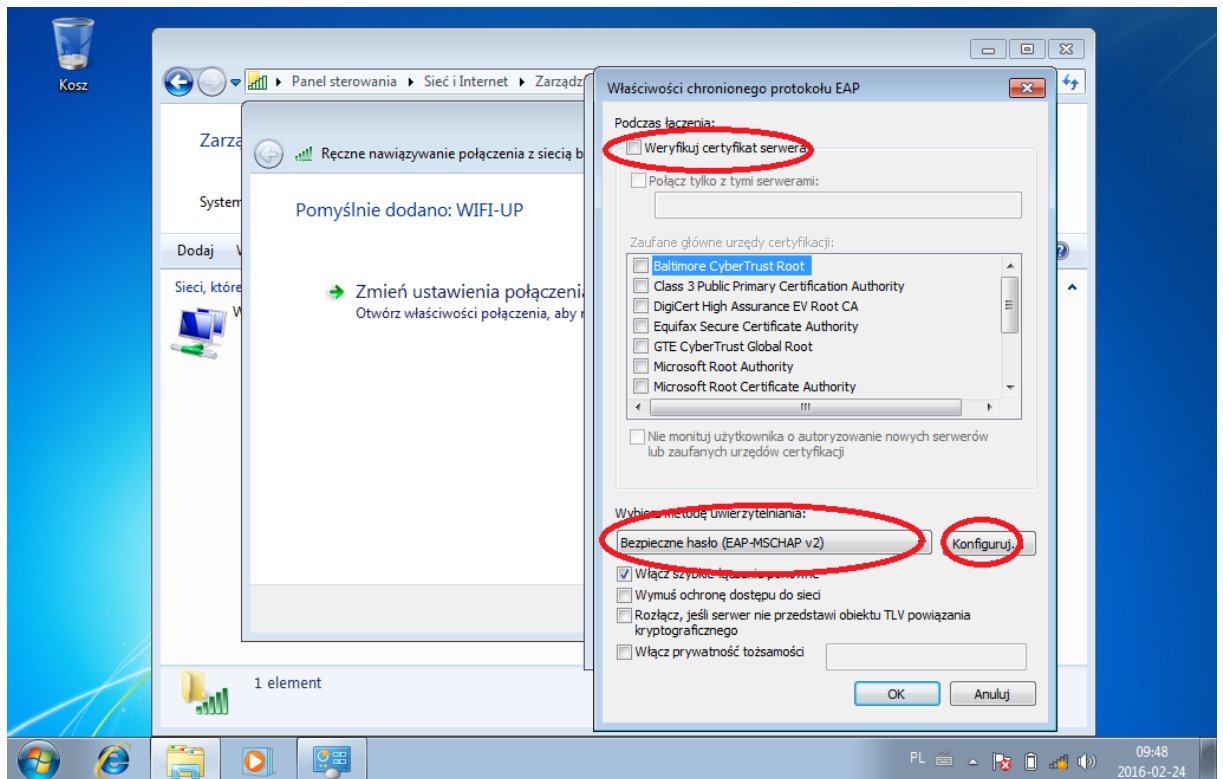 Kosz
Panel sterowania
Sieć i Internet
Zarządz
Zarzą
System
Dodaj
Sieci, które
W
Ręczne nawiązywanie połączenia z siecią b
Pomyślnie dodano: WIFI-UP
Zmień ustawienia połączenia
Otwórz właściwości połączenia, aby
1 element
Właściwości chronionego protokołu EAP
Podczas łączenia:
Weryfikuj certyfikat serwera
Połącz tylko z tymi serwerami:
Zaufane główne urzędy certyfikacji:
Baltimore CyberTrust Root
Class 3 Public Primary Certification Authority
DigiCert High Assurance EV Root CA
Equifax Secure Certificate Authority
GTE CyberTrust Global Root
Microsoft Root Authority
Microsoft Root Certificate Authority
Nie monituj użytkownika o autoryzowanie nowych serwerów
lub zaufanych urzędów certyfikacji
Wybierz metodę uwierzytelniania:
Bezpieczne hasło (EAP-MSCHAP v2)
Konfiguruj...
Włącz szybkie łączenie ponowne
Wymuś ochronę dostępu do sieci
Rozłącz, jeśli serwer nie przedstawi obiektu TLV powiązania
kryptograficznego
Włącz prywatność tożsamości
OK
Anuluj
PL
09:48
2016-02-24